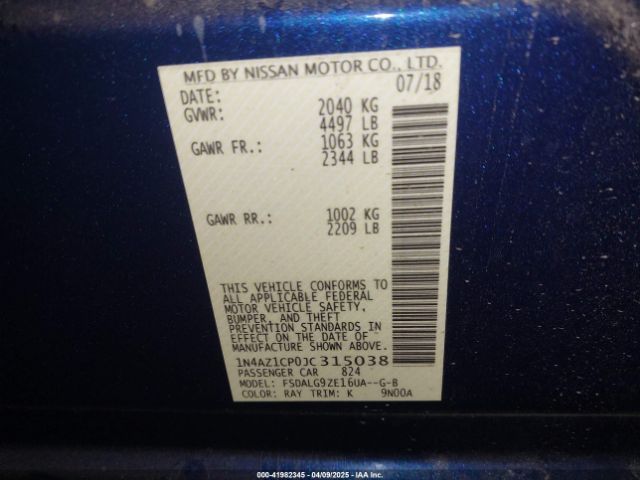 MFD BY NISSAN MOTOR CO., LTD.
DATE: 07/18
GVWR: 2040 KG
4497 LB
GAWR FR.: 1063 KG
2344 LB
GAWR RR.: 1002 KG
2209 LB
THIS VEHICLE CONFORMS TO
ALL APPLICABLE FEDERAL
MOTOR VEHICLE SAFETY,
BUMPER, AND THEFT
PREVENTION STANDARDS IN
EFFECT ON THE DATE OF
MANUFACTURE SHOWN ABOVE.
1N4AZ1CP0JC315038
PASSENGER CAR 824
MODEL: FSDALG9ZE16UA--G-B
COLOR: RAY TRIM: K 9N00A
000-41982345 - 04/09/2025 - COPYRIGHT IAA, LLC.